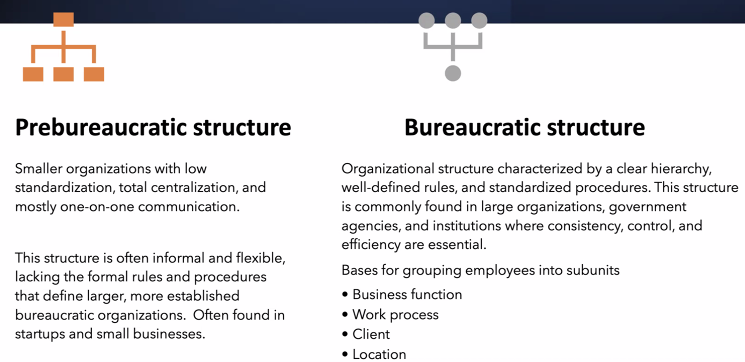 Prebureaucratic structure
Smaller organizations with low
standardization, total centralization, and
mostly one-on-one communication.
This structure is often informal and flexible,
lacking the formal rules and procedures
that define larger, more established
bureaucratic organizations.  Often found in
startups and small businesses.
Bureaucratic structure
Organizational structure characterized by a clear hierarchy,
well-defined rules, and standardized procedures. This structure
is commonly found in large organizations, government
agencies, and institutions where consistency, control, and
efficiency are essential.
Bases for grouping employees into subunits
• Business function
• Work process
• Client
• Location